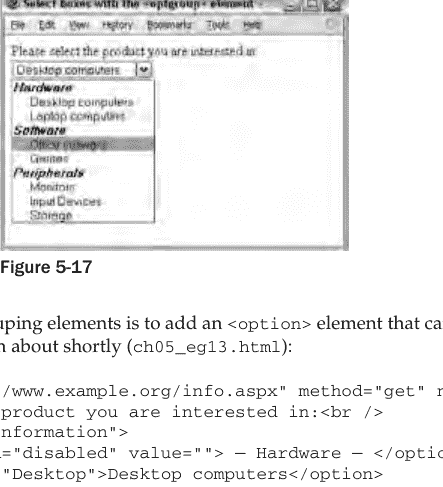 Select boxes with the <optgroup> element
File Edit View History Bookmarks Tools Help
Please select the product you are interested in:
Desktop computers
Hardware
Desktop computers
Laptop computers
Software
Office software
Games
Peripherals
Monitors
Input Devices
Storage
Figure 5-17
uping elements is to add an <option> element that ca
n about shortly (ch05_eg13.html):
/www.example.org/info.aspx" method="get" n
product you are interested in:<br />
nformation">
="disabled" value=""> — Hardware — </optio
"Desktop">Desktop computers</option>